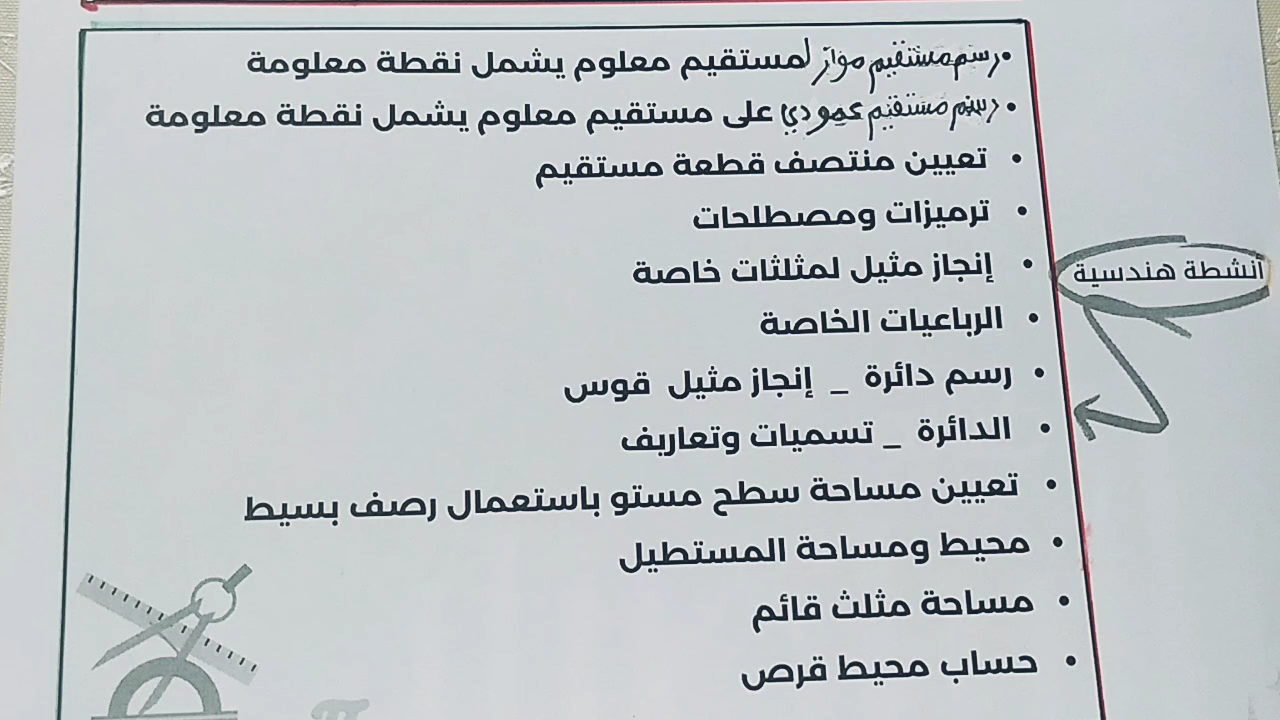 • رسم مستقيم مواز لمستقيم معلوم يشمل نقطة معلومة
• رسم مستقيم عمودي على مستقيم معلوم يشمل نقطة معلومة
• تعيين منتصف قطعة مستقيم
• ترميزات ومصطلحات
• إنجاز مثيل لمثلثات خاصة
أنشطة هندسية
• الرباعيات الخاصة
• رسم دائرة _ إنجاز مثيل قوس
• الدائرة _ تسميات وتعاريف
• تعيين مساحة سطح مستو باستعمال رصف بسيط
• محيط ومساحة المستطيل
• مساحة مثلث قائم
• حساب محيط قرص
π